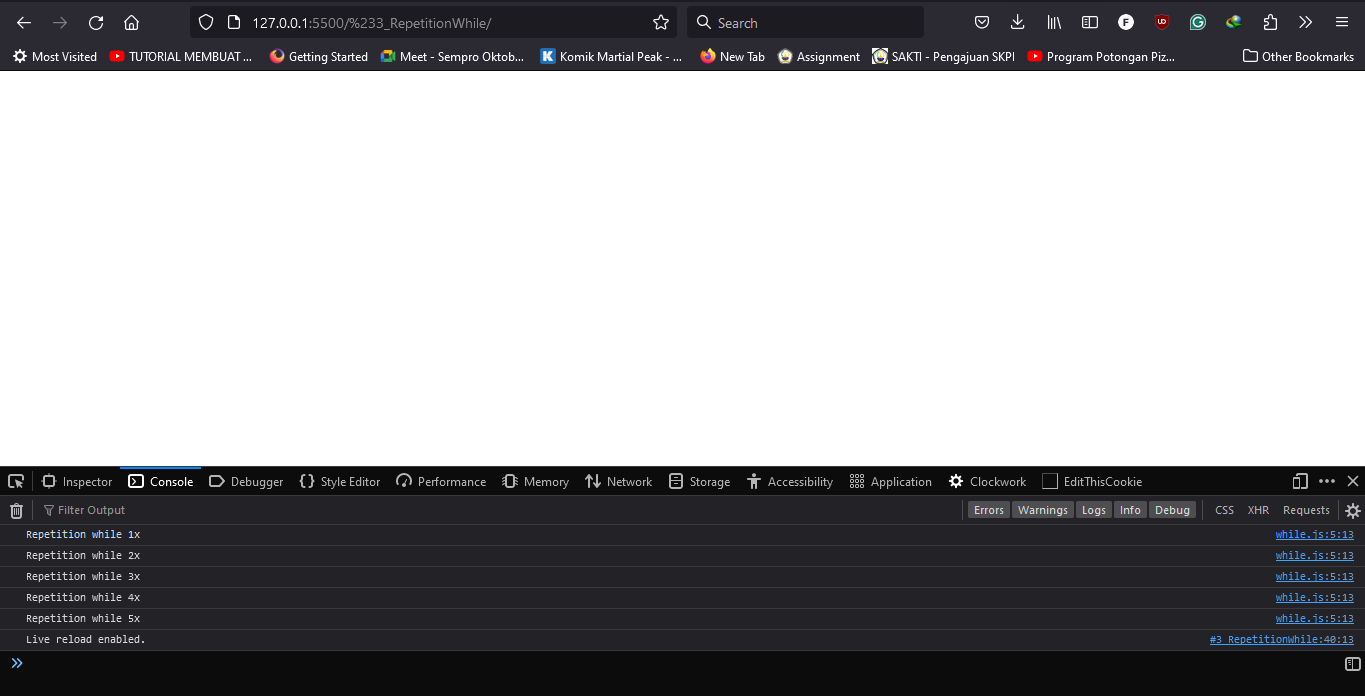 127.0.0.1:5500/%233_RepetitionWhile/ Search F UD
Most Visited TUTORIAL MEMBUAT ... Getting Started Meet - Sempro Oktob... K Komik Martial Peak - ... New Tab Assignment SAKTI - Pengajuan SKPI Program Potongan Piz... Other Bookmarks
Inspector Console Debugger Style Editor Performance Memory Network Storage Accessibility Application Clockwork EditThisCookie
Filter Output Errors Warnings Logs Info Debug CSS XHR Requests
Repetition while 1x while.js:5:13
Repetition while 2x while.js:5:13
Repetition while 3x while.js:5:13
Repetition while 4x while.js:5:13
Repetition while 5x while.js:5:13
Live reload enabled. #3_RepetitionWhile:40:13